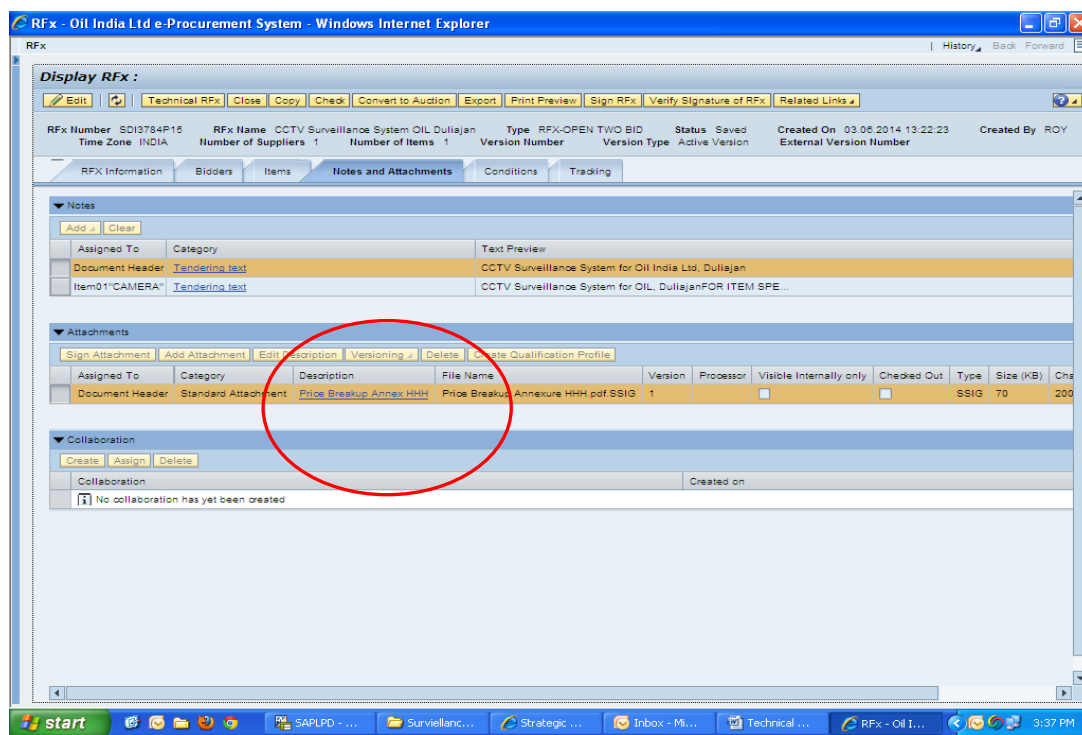 RFx - Oil India Ltd e-Procurement System - Windows Internet Explorer
RFx | History Back Forward
Display RFx :
Edit | Technical RFx Close Copy Check Convert to Auction Export Print Preview Sign RFx Verify Signature of RFx Related Links
RFx Number SDI3784P15 RFx Name CCTV Surveillance System OIL Duliajan Type RFX-OPEN TWO BID Status Saved Created On 03.06.2014 13:22:23 Created By ROY
Time Zone INDIA Number of Suppliers 1 Number of Items 1 Version Number Version Type Active Version External Version Number
RFX Information Bidders Items Notes and Attachments Conditions Tracking
Notes
Add Clear
Assigned To Category Text Preview
Document Header Tendering text CCTV Surveillance System for Oil India Ltd, Duliajan
Item01"CAMERA" Tendering text CCTV Surveillance System for OIL, DuliajanFOR ITEM SPE...
Attachments
Sign Attachment Add Attachment Edit Description Versioning Delete Create Qualification Profile
Assigned To Category Description File Name Version Processor Visible Internally only Checked Out Type Size (KB) Cha
Document Header Standard Attachment Price Breakup Annex HHH Price Breakup Annexure HHH.pdf.SSIG 1 SSIG 70 200
Collaboration
Create Assign Delete
Collaboration Created on
No collaboration has yet been created
start SAPLPD - ... Surviellanc... Strategic ... Inbox - Mi... Technical ... RFx - Oil I... 3:37 PM